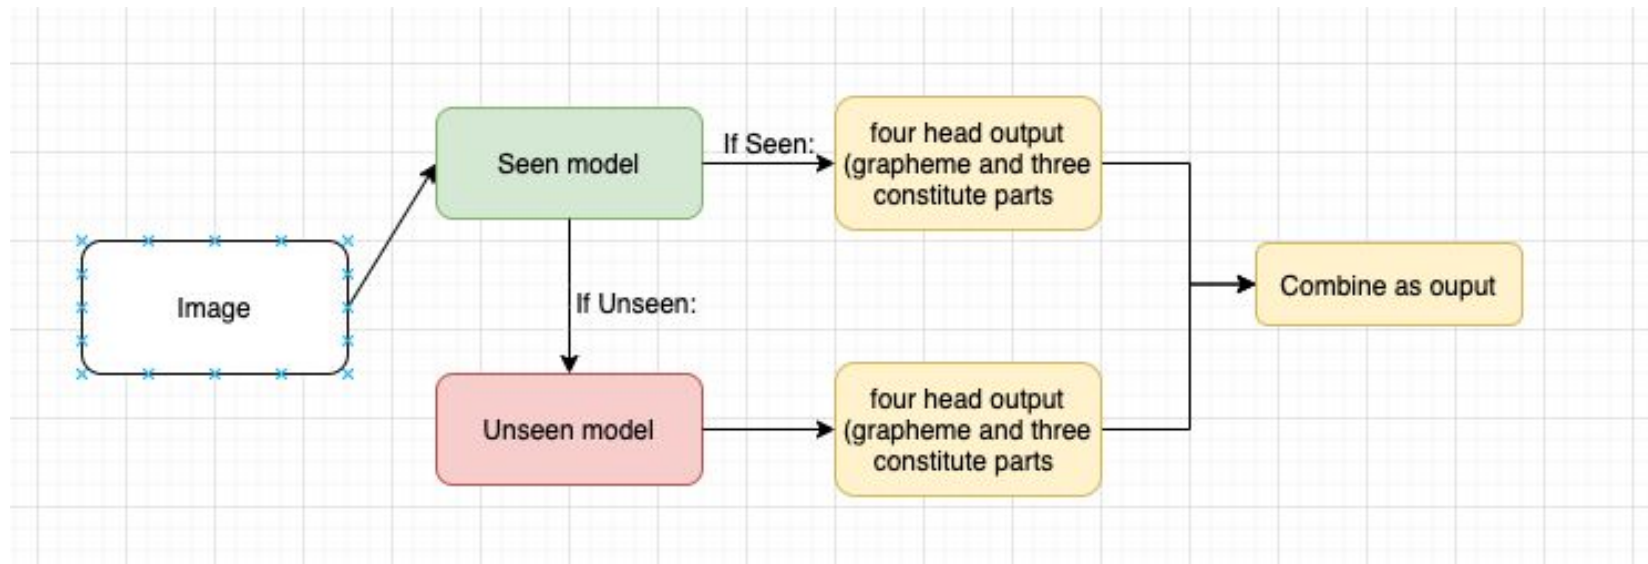 Image
Seen model
If Seen:
four head output
(grapheme and three
constitute parts
If Unseen:
Unseen model
four head output
(grapheme and three
constitute parts
Combine as ouput